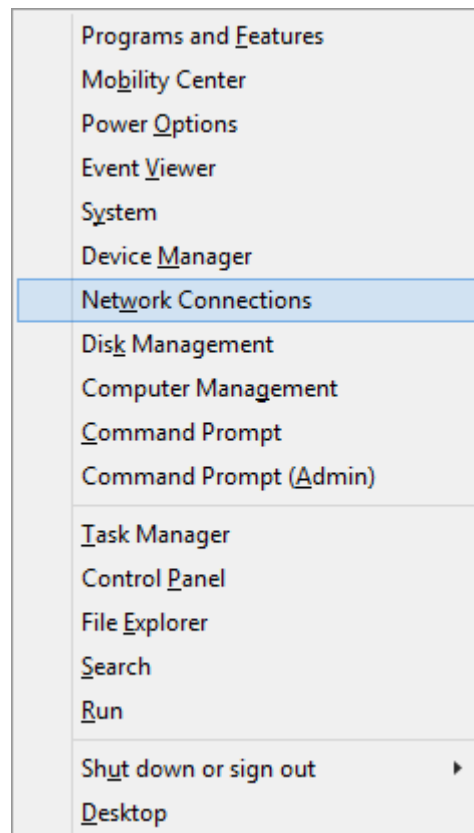 Programs and Features
Mobility Center
Power Options
Event Viewer
System
Device Manager
Network Connections
Disk Management
Computer Management
Command Prompt
Command Prompt (Admin)
Task Manager
Control Panel
File Explorer
Search
Run
Shut down or sign out
Desktop